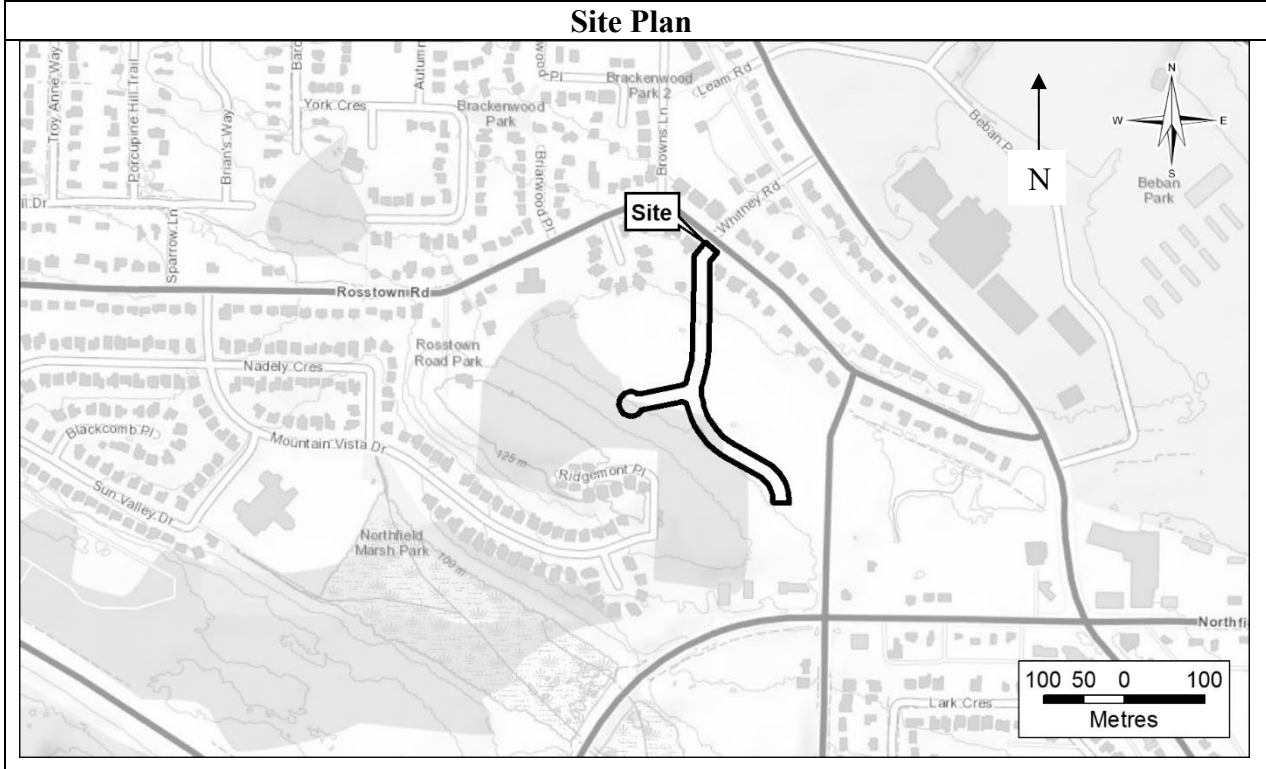 Site Plan
Troy Anne Way
Porcupine Hill Trail
Brian's Way
York Cres
Autumn
Brackenwood
Park
Pl
Brackenwood
Park 2
Leam Rd
Browns Ln
Briarwood Pl
Whitney Rd
Beban
Park
N
W
E
S
N
Site
Sparrow Ln
Rosstown Rd
Rosstown
Road Park
Nadely Cres
Blackcomb Pl
Mountain Vista Dr
Sun Valley Dr
125 m
Ridgemont Pl
Northfield
Marsh Park
100 m
Northfi
Lark Cres
100 50 0 100
Metres